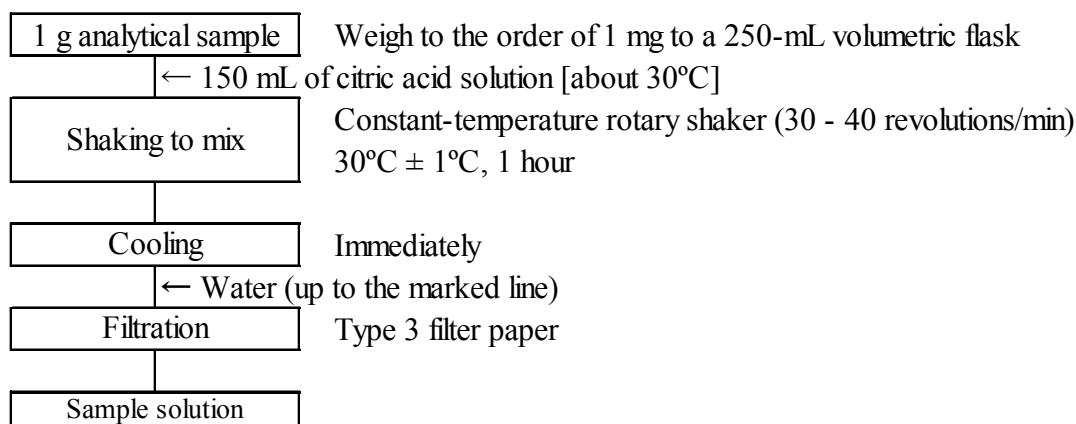 1 g analytical sample Weigh to the order of 1 mg to a 250-mL volumetric flask
← 150 mL of citric acid solution [about 30ºC]
Shaking to mix Constant-temperature rotary shaker (30 - 40 revolutions/min)
30ºC ± 1ºC, 1 hour
Cooling Immediately
← Water (up to the marked line)
Filtration Type 3 filter paper
Sample solution